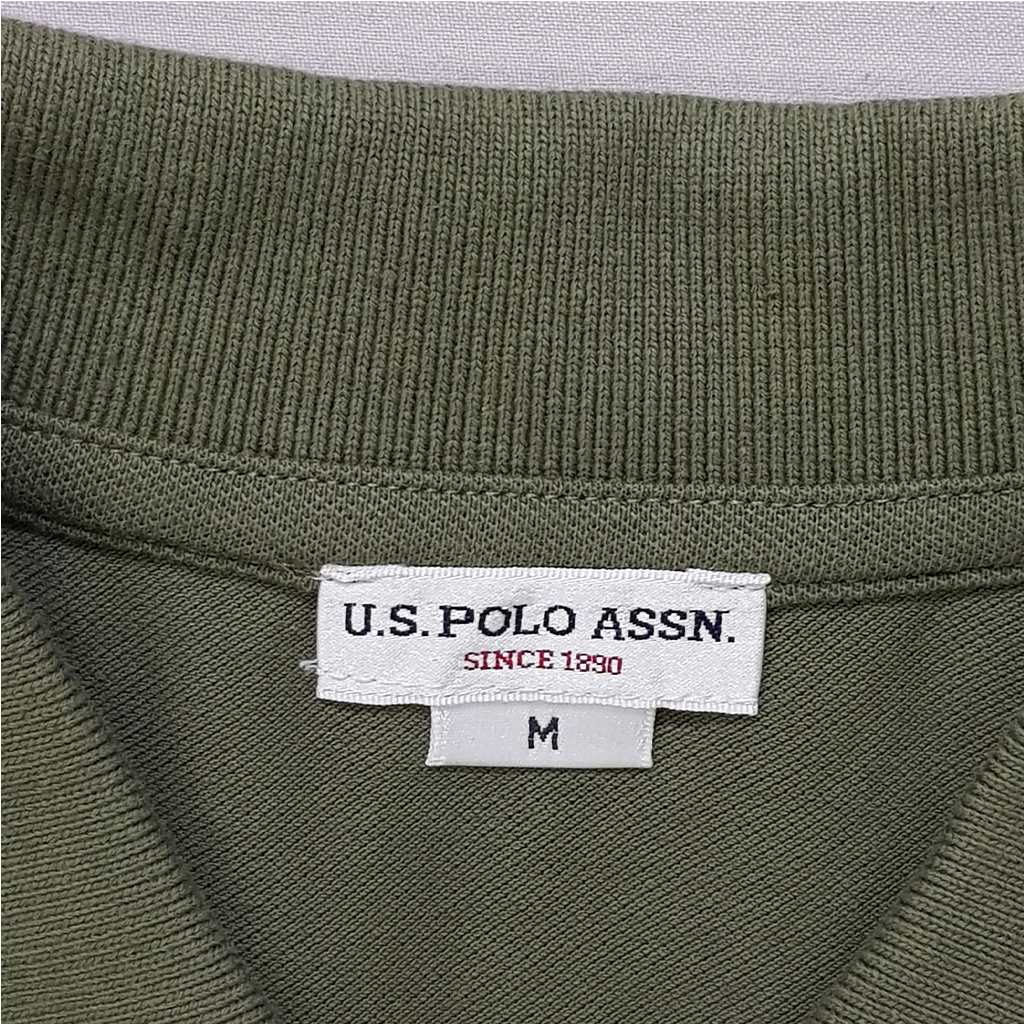 U.S. POLO ASSN.
SINCE 1890
M